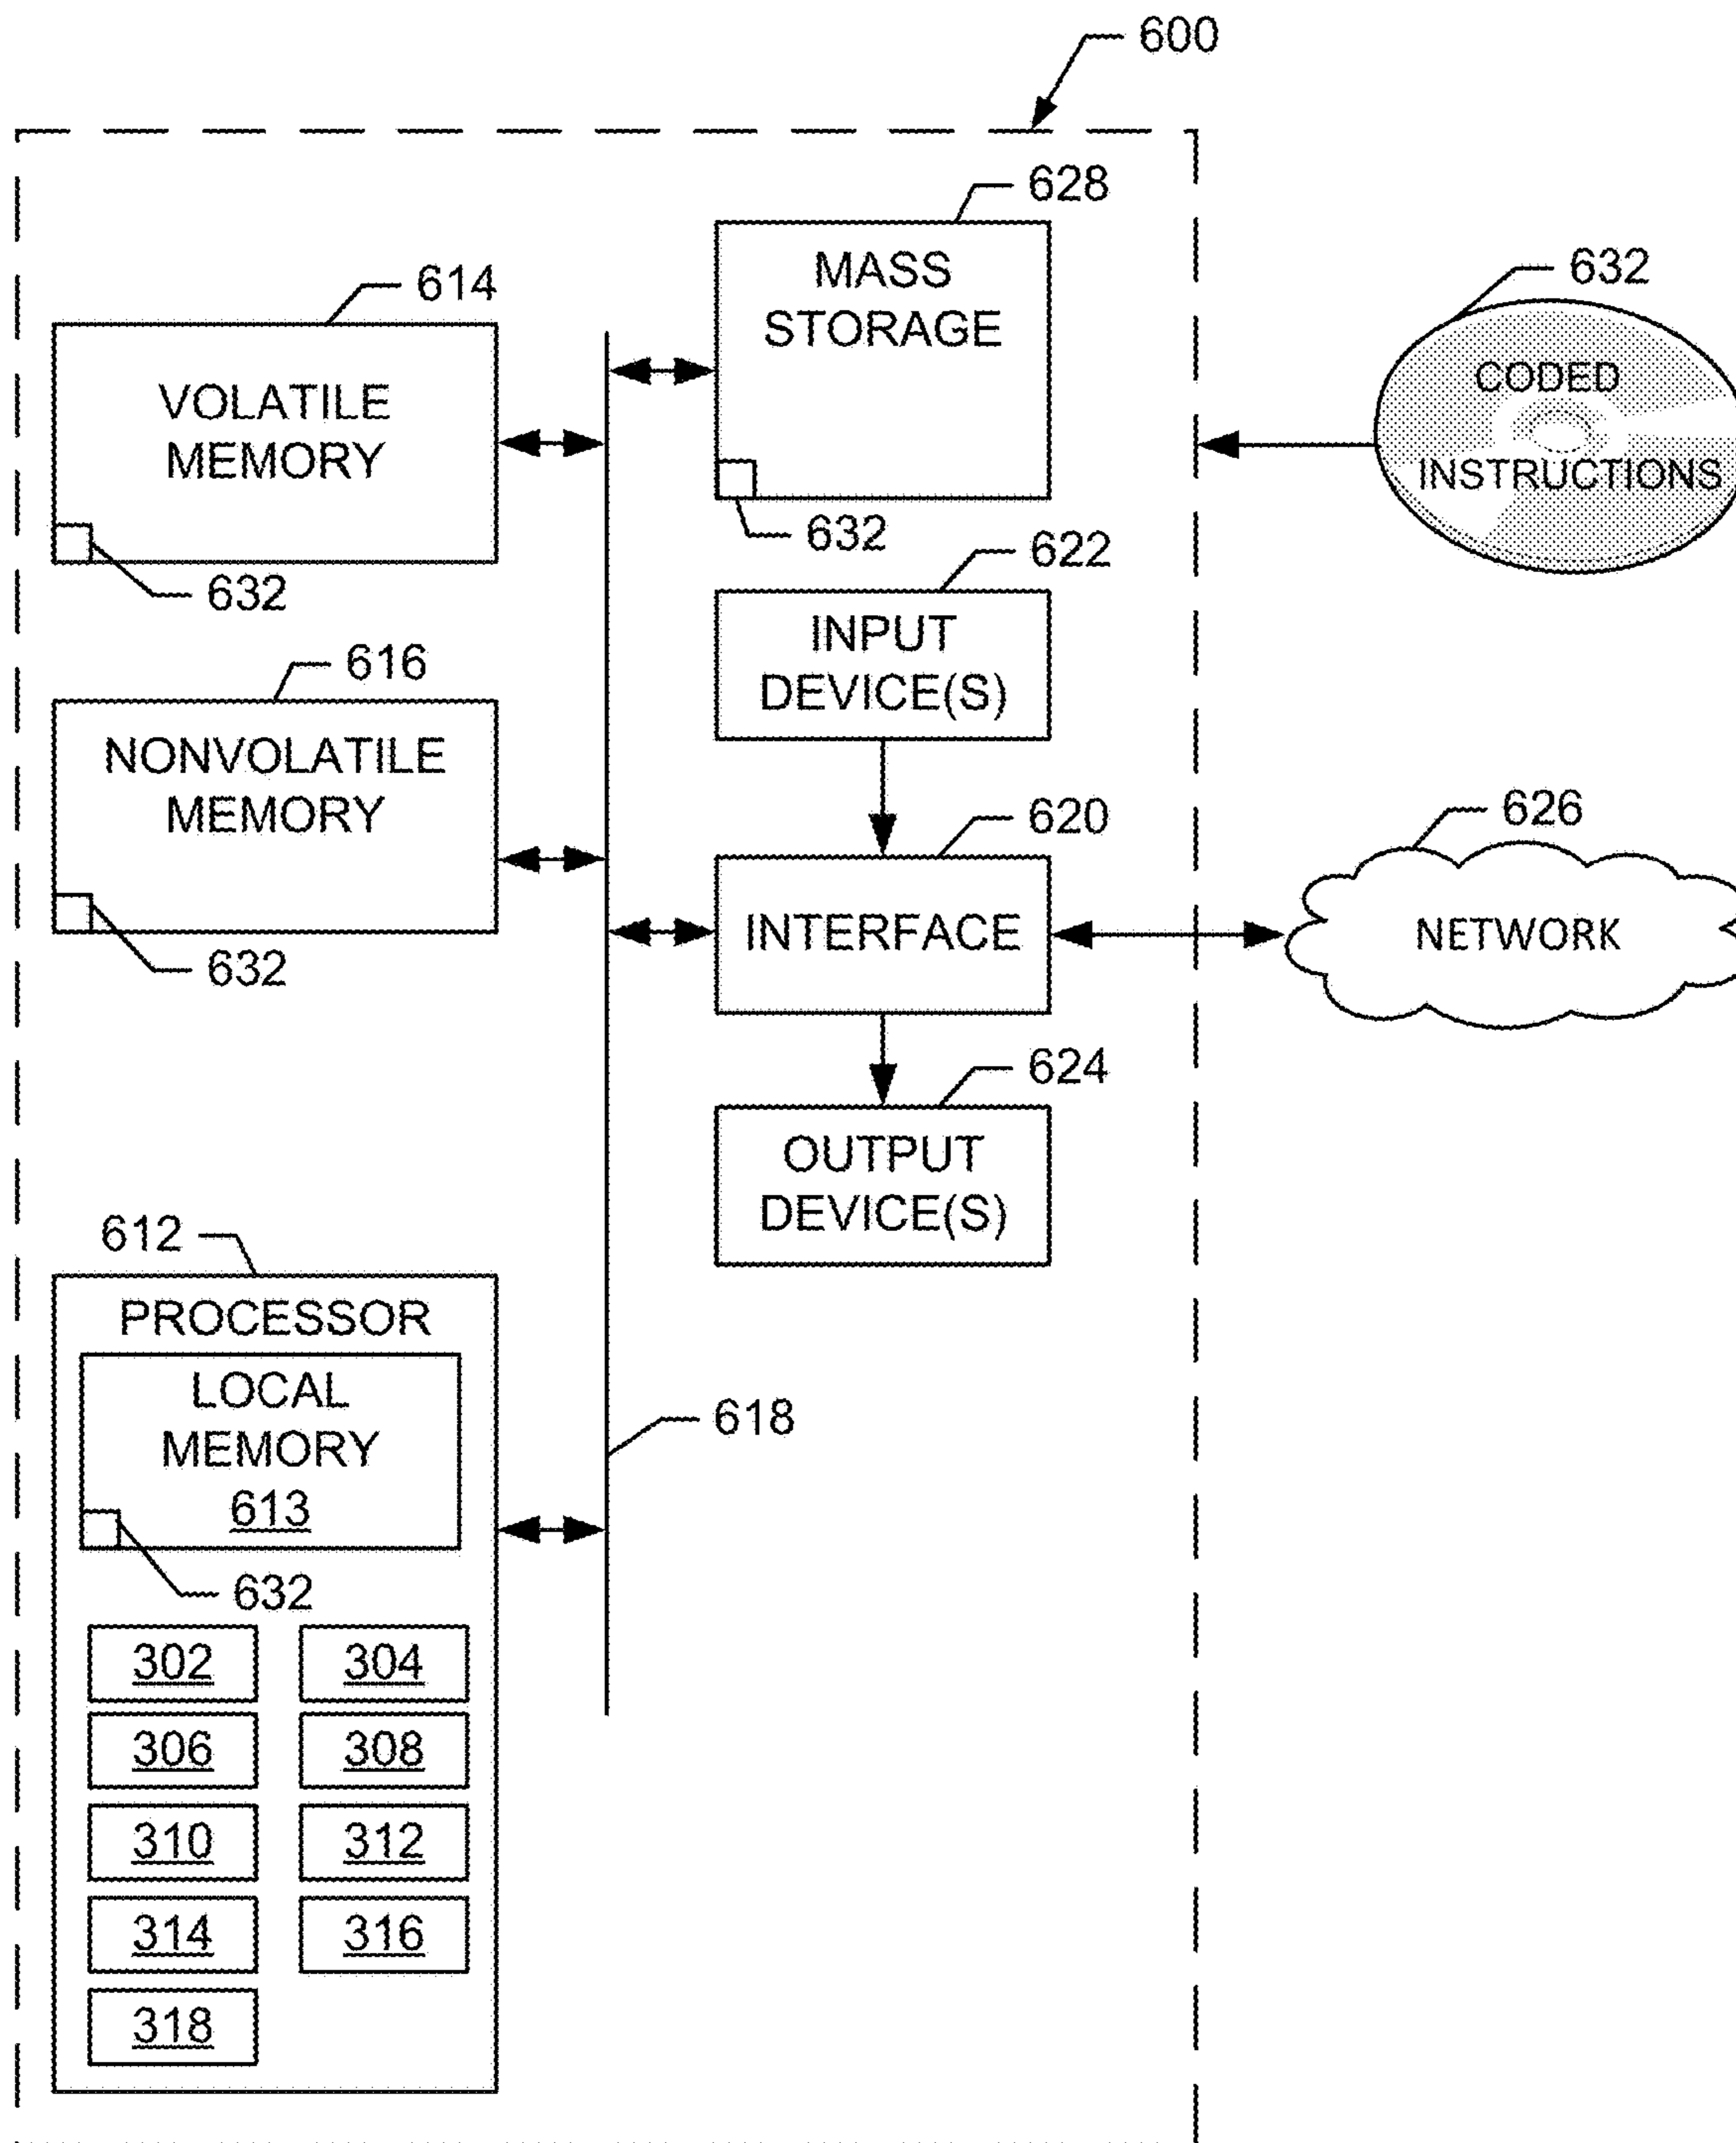 600
628
MASS
STORAGE
632
614
VOLATILE
MEMORY
632
632
CODED
INSTRUCTIONS
622
INPUT
DEVICE(S)
616
NONVOLATILE
MEMORY
632
620
INTERFACE
626
NETWORK
624
OUTPUT
DEVICE(S)
612
PROCESSOR
LOCAL
MEMORY
613
632
618
302
304
306
308
310
312
314
316
318